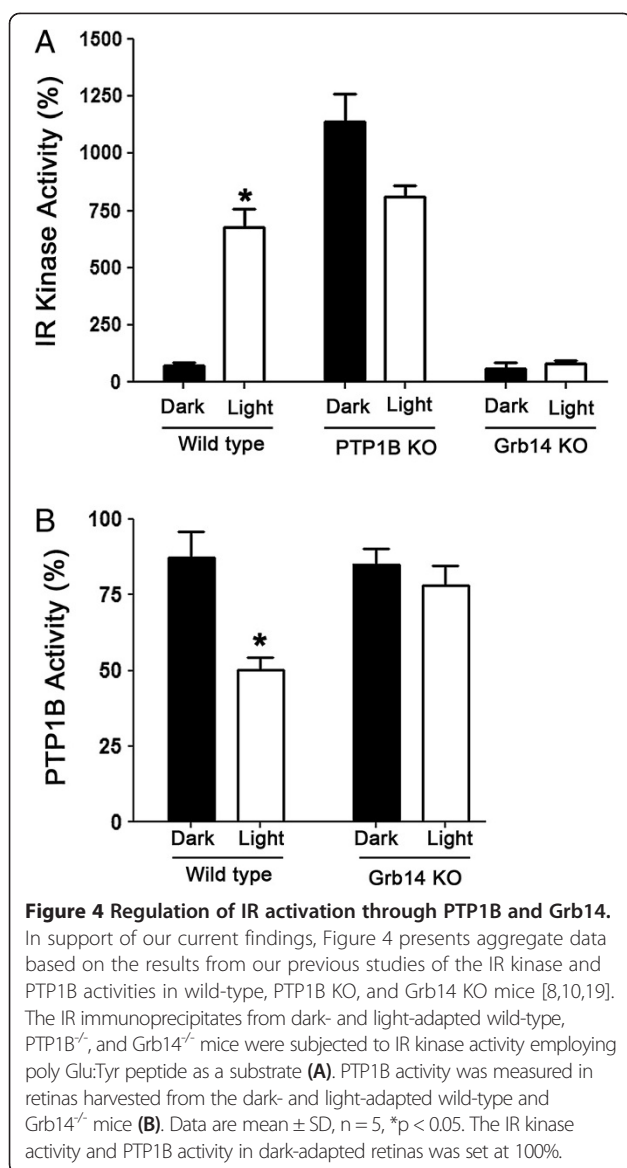 A
IR Kinase Activity (%)
1500
1250
1000
750
500
250
0
*
Dark Light Dark Light Dark Light
Wild type PTP1B KO Grb14 KO
B
PTP1B Activity (%)
100
75
50
25
0
*
Dark Light Dark Light
Wild type Grb14 KO
Figure 4 Regulation of IR activation through PTP1B and Grb14.
In support of our current findings, Figure 4 presents aggregate data
based on the results from our previous studies of the IR kinase and
PTP1B activities in wild-type, PTP1B KO, and Grb14 KO mice [8,10,19].
The IR immunoprecipitates from dark- and light-adapted wild-type,
PTP1B-/-, and Grb14-/- mice were subjected to IR kinase activity employing
poly Glu:Tyr peptide as a substrate (A). PTP1B activity was measured in
retinas harvested from the dark- and light-adapted wild-type and
Grb14-/- mice (B). Data are mean ± SD, n = 5, *p < 0.05. The IR kinase
activity and PTP1B activity in dark-adapted retinas was set at 100%.